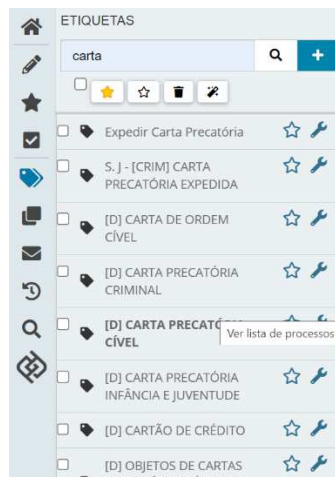 ETIQUETAS
carta
Expedir Carta Precatória
S. J - [CRIM] CARTA
PRECATÓRIA EXPEDIDA
[D] CARTA DE ORDEM
CÍVEL
[D] CARTA PRECATÓRIA
CRIMINAL
[D] CARTA PRECATÓ
CÍVEL
Ver lista de processos
[D] CARTA PRECATÓRIA
INFÂNCIA E JUVENTUDE
[D] CARTÃO DE CRÉDITO
[D] OBJETOS DE CARTAS